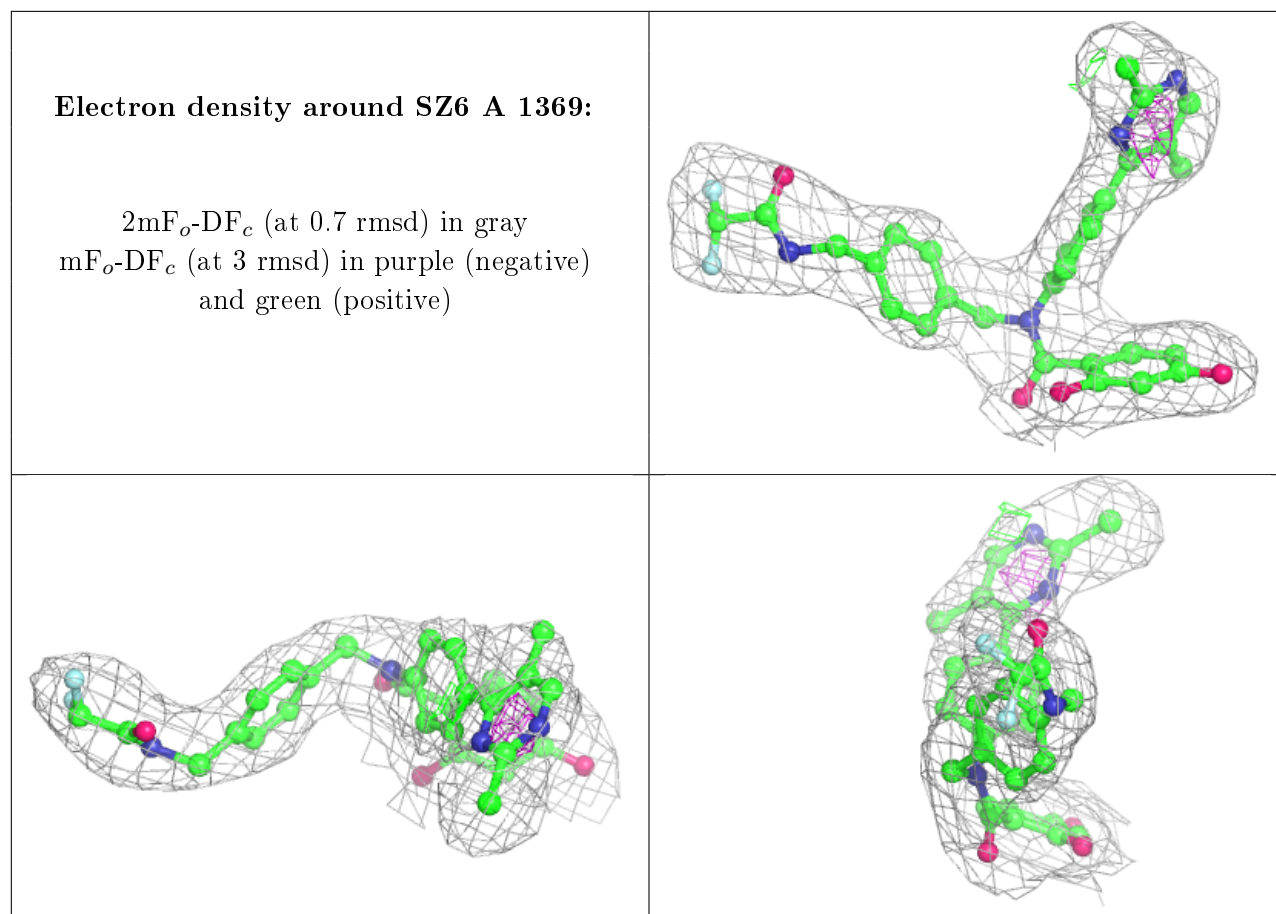 Electron density around SZ6 A 1369:
2mFₒ-DF𝒸 (at 0.7 rmsd) in gray
mFₒ-DF𝒸 (at 3 rmsd) in purple (negative)
and green (positive)